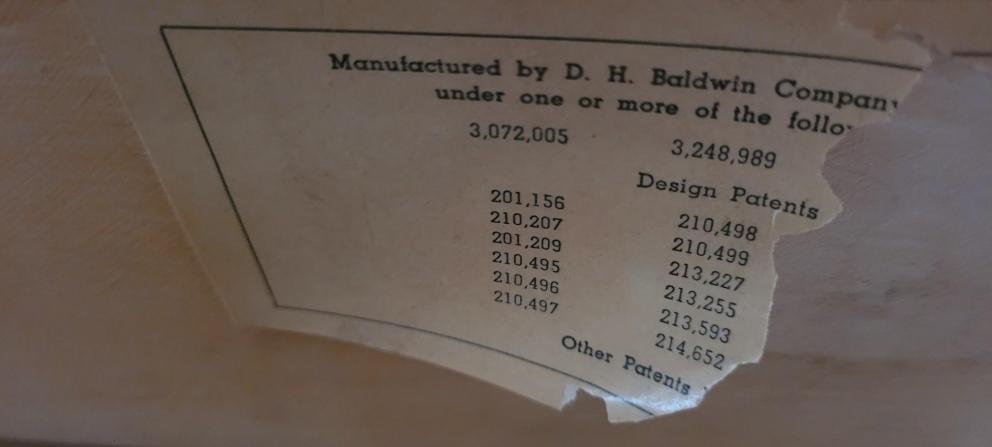 Manufactured by D. H. Baldwin Company
under one or more of the follo
3,072,005 3,248,989
Design Patents
201,156 210,498
210,207 210,499
201,209 213,227
210,495 213,255
210,496 213,593
210,497 214,652
Other Patents